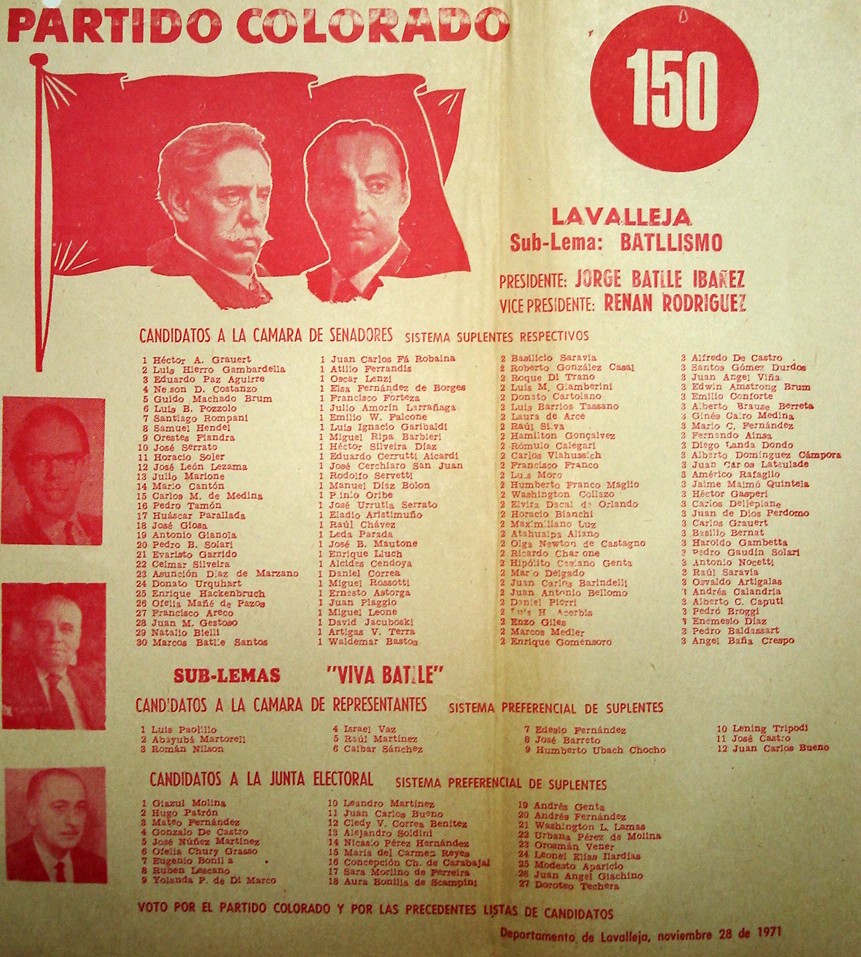 PARTIDO COLORADO
150
LAVALLEJA
Sub-Lema: BATLLISMO
PRESIDENTE: JORGE BATLLE IBAÑEZ
VICE PRESIDENTE: RENAN RODRIGUEZ
CANDIDATOS A LA CAMARA DE SENADORES SISTEMA SUPLENTES RESPECTIVOS
1 Héctor A. Grauert
2 Luis Hierro Gambardella
3 Eduardo Paz Aguirre
4 Nelson D. Costanzo
5 Guido Machado Brum
6 Luis B. Pozzolo
7 Santiago Rompani
8 Samuel Hendel
9 Orestes Fiandra
10 José Serrato
11 Horacio Soler
12 José León Lezama
13 Julio Marione
14 Mario Cantón
15 Carlos M. de Medina
16 Pedro Tamón
17 Huáscar Parallada
18 José Giosa
19 Antonio Gianola
20 Pedro B. Solari
21 Evaristo Garrido
22 Celmar Silveira
23 Asunción Díaz de Marzano
24 Donato Urquhart
25 Enrique Hackenbruch
26 Ofelia Mañé de Pazos
27 Francisco Areco
28 Juan M. Gestoso
29 Natalio Bielli
30 Marcos Batlle Santos
1 Juan Carlos Fá Robaina
1 Atilio Ferrandis
1 Oscar Lenzi
1 Elsa Fernández de Borges
1 Francisco Forteza
1 Julio Amorín Larrañaga
1 Emilio W. Falcone
1 Luis Ignacio Garibaldi
1 Miguel Ripa Barbieri
1 Héctor Silveira Díaz
1 Eduardo Cerrutti Aicardi
1 José Cerchiaro San Juan
1 Rodolfo Servetti
1 Manuel Díaz Bolon
1 Plinio Oribe
1 José Urrutia Serrato
1 Eladio Aristimuño
1 Raúl Chávez
1 Leda Parada
1 José B. Mautone
1 Enrique Lluch
1 Alcides Cendoya
1 Daniel Correa
1 Miguel Rossotti
1 Ernesto Astorga
1 Juan Piaggio
1 Miguel Leone
1 David Jacuboski
1 Artigas V. Terra
1 Waldemar Bastos
2 Basilicio Saravia
2 Roberto González Casal
2 Roque Di Trano
2 Luis M. Giamberini
2 Donato Cartolano
2 Luis Barrios Tassano
2 Laura de Arce
2 Raúl Silva
2 Hamilton Gonçalvez
2 Rómulo Calegari
2 Carlos Vlahussich
2 Francisco Franco
2 Luis Moro
2 Humberto Franco Maglio
2 Washington Collazo
2 Elvira Dacal de Orlando
2 Horacio Bianchi
2 Maximiliano Luz
2 Atahualpa Aliano
2 Olga Newton de Castagno
2 Ricardo Charlone
2 Hipólito Casiano Genta
2 Mario Delgado
2 Juan Carlos Barindelli
2 Juan Antonio Bellomo
2 Daniel Pierri
2 Luis H. Acerbis
2 Enzo Giles
2 Marcos Medler
2 Enrique Gomensoro
3 Alfredo De Castro
3 Santos Gómez Durdos
3 Juan Angel Viña
3 Edwin Amstrong Brum
3 Emilio Conforte
3 Alberto Brause Berreta
3 Ginés Cairo Medina
3 Mario C. Fernández
3 Fernando Ainsa
3 Diego Landa Dondo
3 Alberto Domínguez Cámpora
3 Juan Carlos Lataulade
3 Américo Rafaglio
3 Jaime Maimó Quintela
3 Héctor Gasperi
3 Carlos Dellepiane
3 Juan de Dios Perdomo
3 Carlos Grauert
3 Basilio Bernat
3 Haroldo Gambetta
3 Pedro Gaudín Solari
3 Antonio Nocetti
3 Raúl Saravia
3 Osvaldo Artigalas
3 Andrés Calandria
3 Alberto C. Caputi
3 Pedró Broggi
3 Enemesio Díaz
3 Pedro Baldassart
3 Angel Baña Crespo
SUB-LEMAS "VIVA BATLLE"
CANDIDATOS A LA CAMARA DE REPRESENTANTES SISTEMA PREFERENCIAL DE SUPLENTES
1 Luis Paolillo
2 Abayubá Martorell
3 Román Nilson
4 Israel Vaz
5 Raúl Martínez
6 Caibar Sánchez
7 Edesio Fernández
8 José Barreto
9 Humberto Ubach Chocho
10 Lening Tripodi
11 José Castro
12 Juan Carlos Bueno
CANDIDATOS A LA JUNTA ELECTORAL SISTEMA PREFERENCIAL DE SUPLENTES
1 Glazul Molina
2 Hugo Patrón
3 Mateo Fernández
4 Gonzalo De Castro
5 José Núñez Martínez
6 Ofelia Chury Grasso
7 Eugenio Bonilla
8 Ruben Lescano
9 Yolanda P. de Di Marco
10 Leandro Martínez
11 Juan Carlos Bueno
12 Cledy V. Correa Benítez
13 Alejandro Soldini
14 Nicasio Pérez Hernández
15 María del Carmen Reyes
16 Concepción Ch. de Carabajal
17 Sara Morilno de Ferreira
18 Aura Bonilla de Scampini
19 Andrés Genta
20 Andrés Fernández
21 Washington L. Lamas
22 Urbana Pérez de Molina
23 Orosmán Vener
24 Leonel Elías Ilardias
25 Modesto Aparicio
26 Juan Angel Giachino
27 Doroteo Techera
VOTO POR EL PARTIDO COLORADO Y POR LAS PRECEDENTES LISTAS DE CANDIDATOS
Departamento de Lavalleja, noviembre 28 de 1971